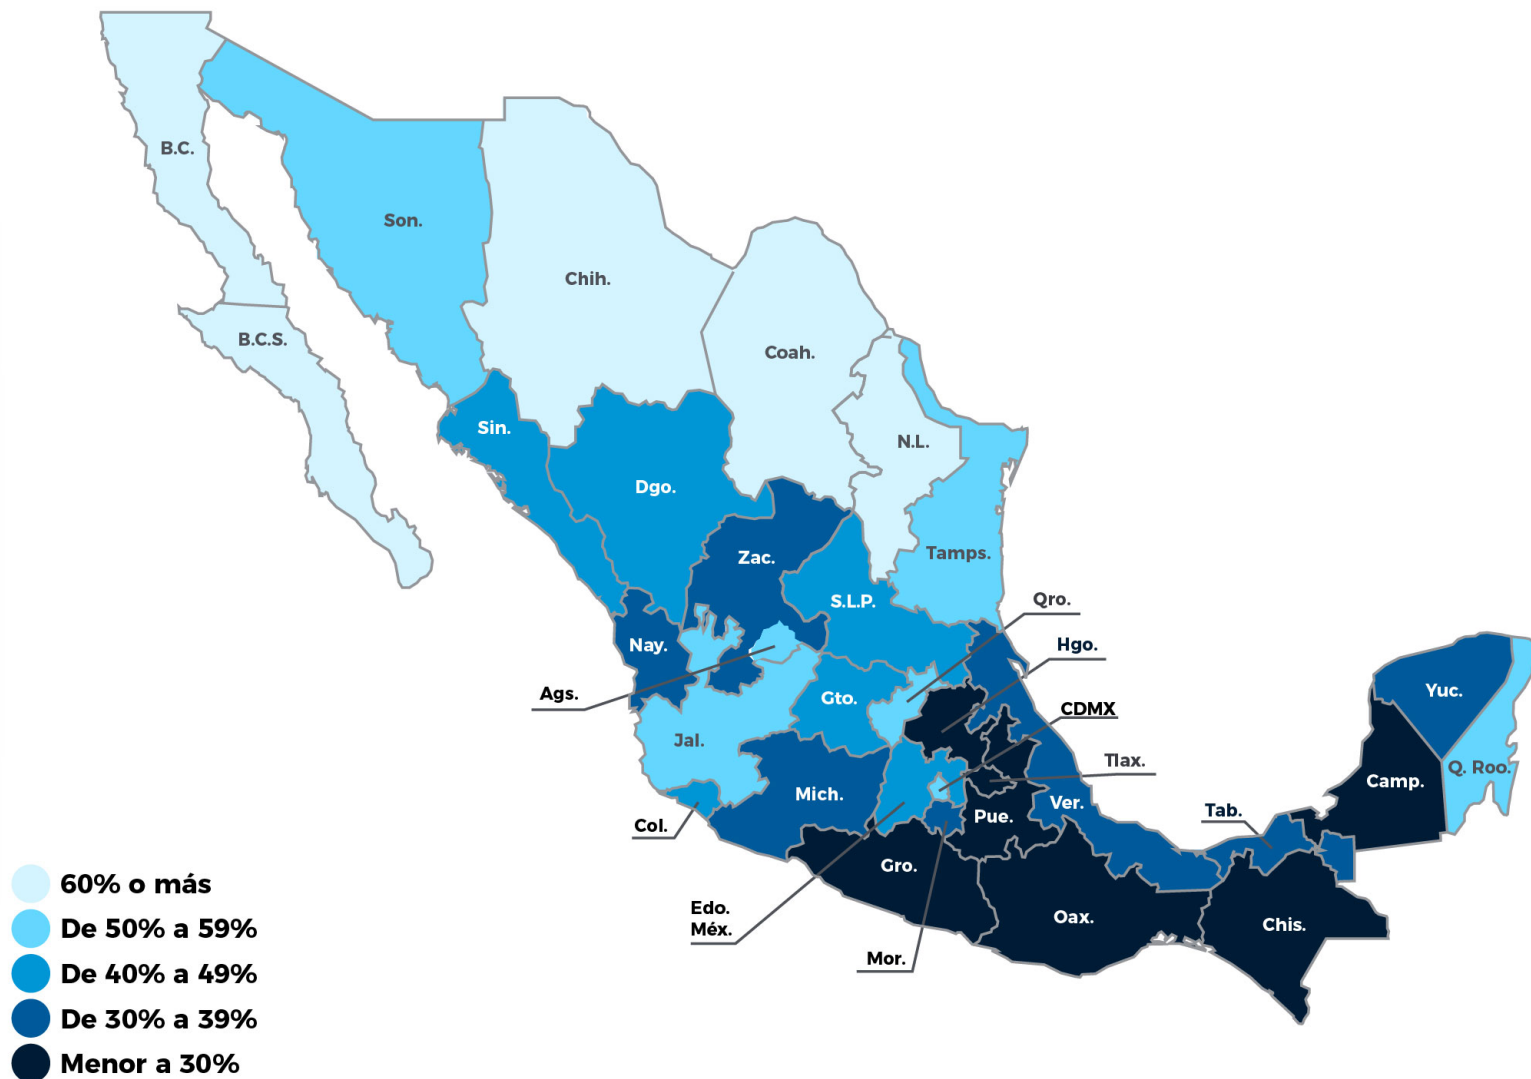 B.C.
Son.
Chih.
B.C.S.
Coah.
Sin.
N.L.
Dgo.
Tamps.
Zac.
S.L.P.
Qro.
Nay.
Hgo.
Ags.
Gto.
Yuc.
CDMX
Jal.
Tlax.
Q. Roo.
Camp.
Mich.
Ver.
Tab.
Pue.
Col.
Gro.
Edo.
Méx.
Oax.
Chis.
Mor.
60% o más
De 50% a 59%
De 40% a 49%
De 30% a 39%
Menor a 30%